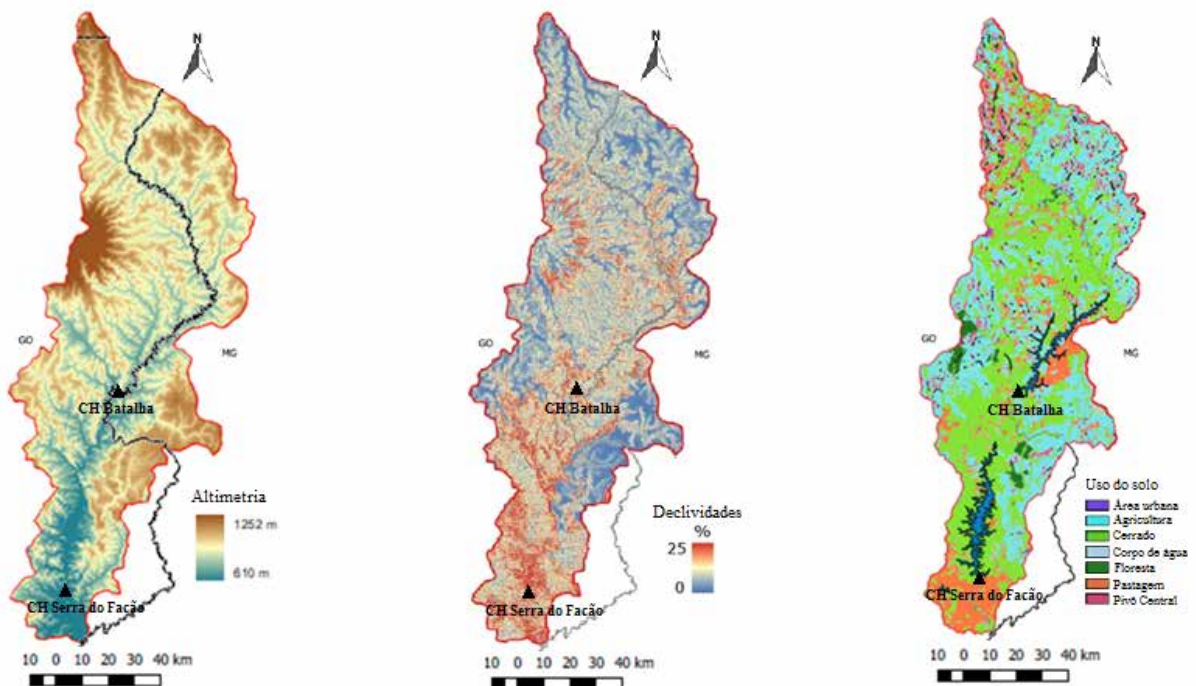 N
GO
MG
CH Batalha
Altimetria
1252 m
610 m
CH Serra do Facão
10 0 10 20 30 40 km
N
GO
MG
CH Batalha
Declividades
%
25
0
CH Serra do Facão
10 0 10 20 30 40 km
N
GO
MG
CH Batalha
Uso do solo
Área urbana
Agricultura
Cerrado
Corpo de água
Floresta
Pastagem
Pivô Central
CH Serra do Facão
10 0 10 20 30 40 km